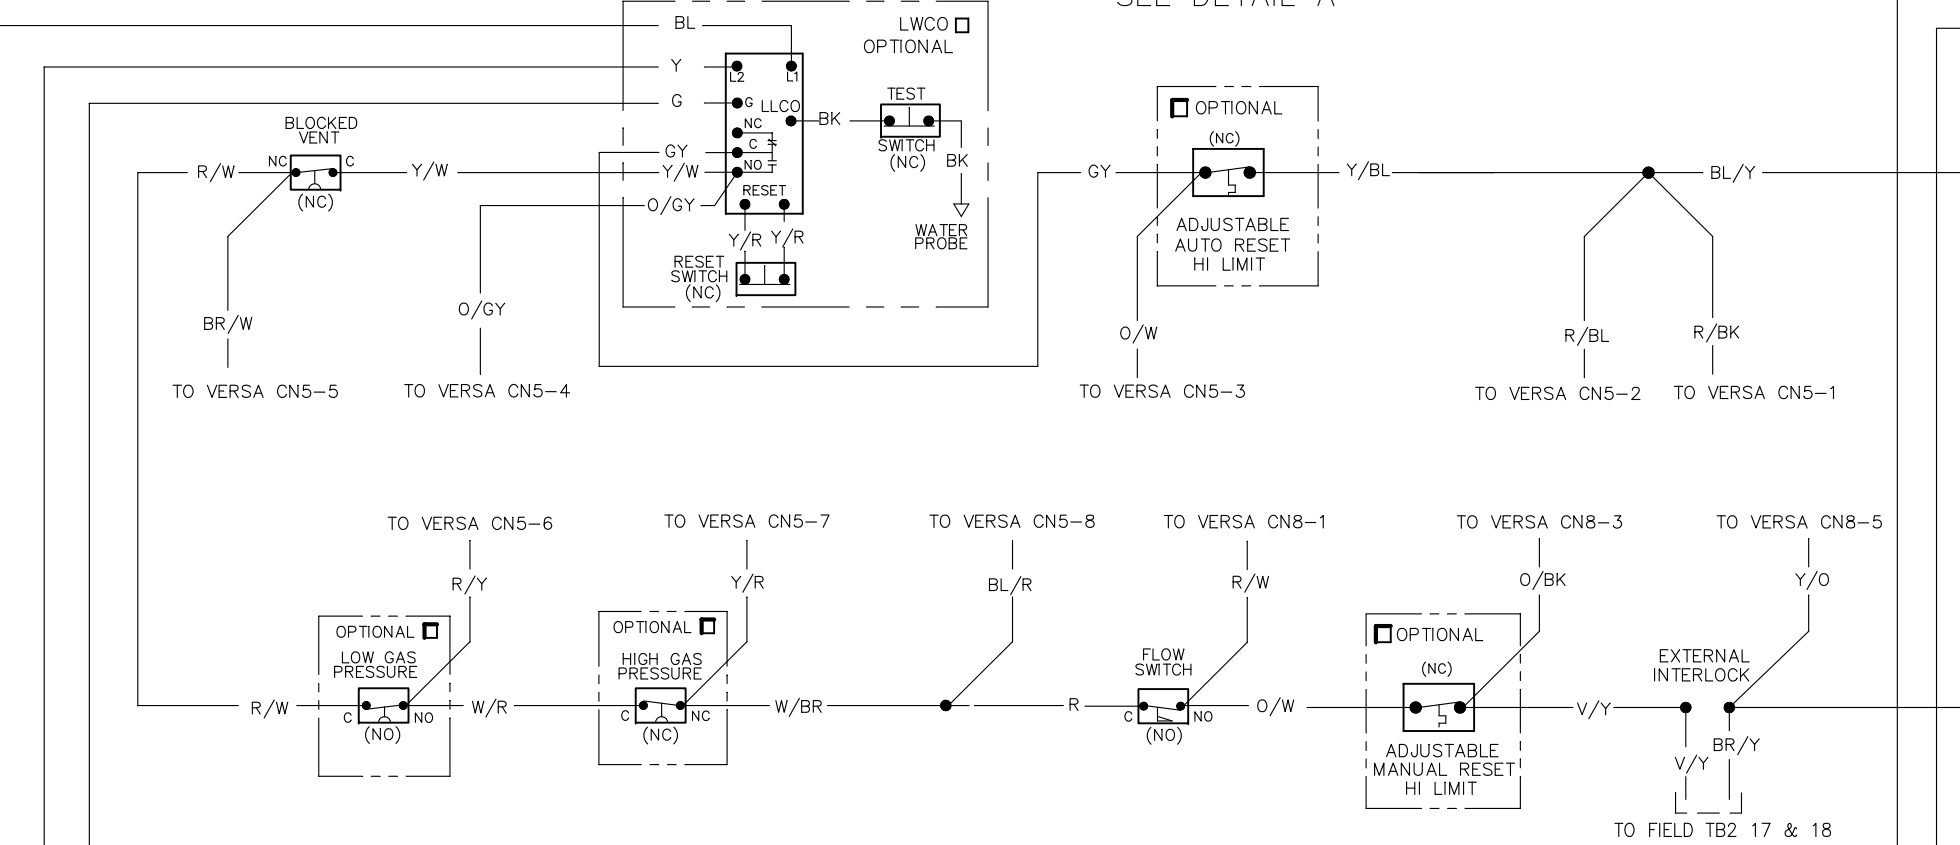 SEE DETAIL A
BL
LWCO
OPTIONAL
Y
L2
L1
G
G
LLCO
BK
TEST
SWITCH
(NC)
BK
WATER
PROBE
NC
C
NO
GY
Y/W
RESET
O/GY
Y/R
Y/R
RESET
SWITCH
(NC)
BLOCKED
VENT
NC
C
(NC)
R/W
Y/W
BR/W
O/GY
TO VERSA CN5-5
TO VERSA CN5-4
OPTIONAL
(NC)
GY
Y/BL
BL/Y
ADJUSTABLE
AUTO RESET
HI LIMIT
O/W
R/BL
R/BK
TO VERSA CN5-3
TO VERSA CN5-2
TO VERSA CN5-1
TO VERSA CN5-6
TO VERSA CN5-7
TO VERSA CN5-8
TO VERSA CN8-1
TO VERSA CN8-3
TO VERSA CN8-5
R/Y
Y/R
BL/R
R/W
O/BK
Y/O
OPTIONAL
LOW GAS
PRESSURE
C
NO
(NO)
R/W
W/R
OPTIONAL
HIGH GAS
PRESSURE
C
NC
(NC)
W/BR
R
FLOW
SWITCH
C
NO
(NO)
O/W
OPTIONAL
(NC)
ADJUSTABLE
MANUAL RESET
HI LIMIT
V/Y
EXTERNAL
INTERLOCK
BR/Y
V/Y
TO FIELD TB2 17 & 18